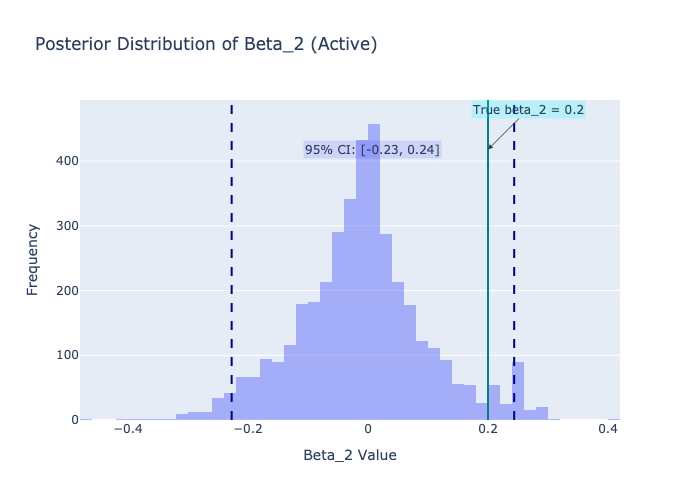 Posterior Distribution of Beta_2 (Active)
True beta_2 = 0.2
95% CI: [-0.23, 0.24]
Frequency
400
300
200
100
0
−0.4
−0.2
0
0.2
0.4
Beta_2 Value